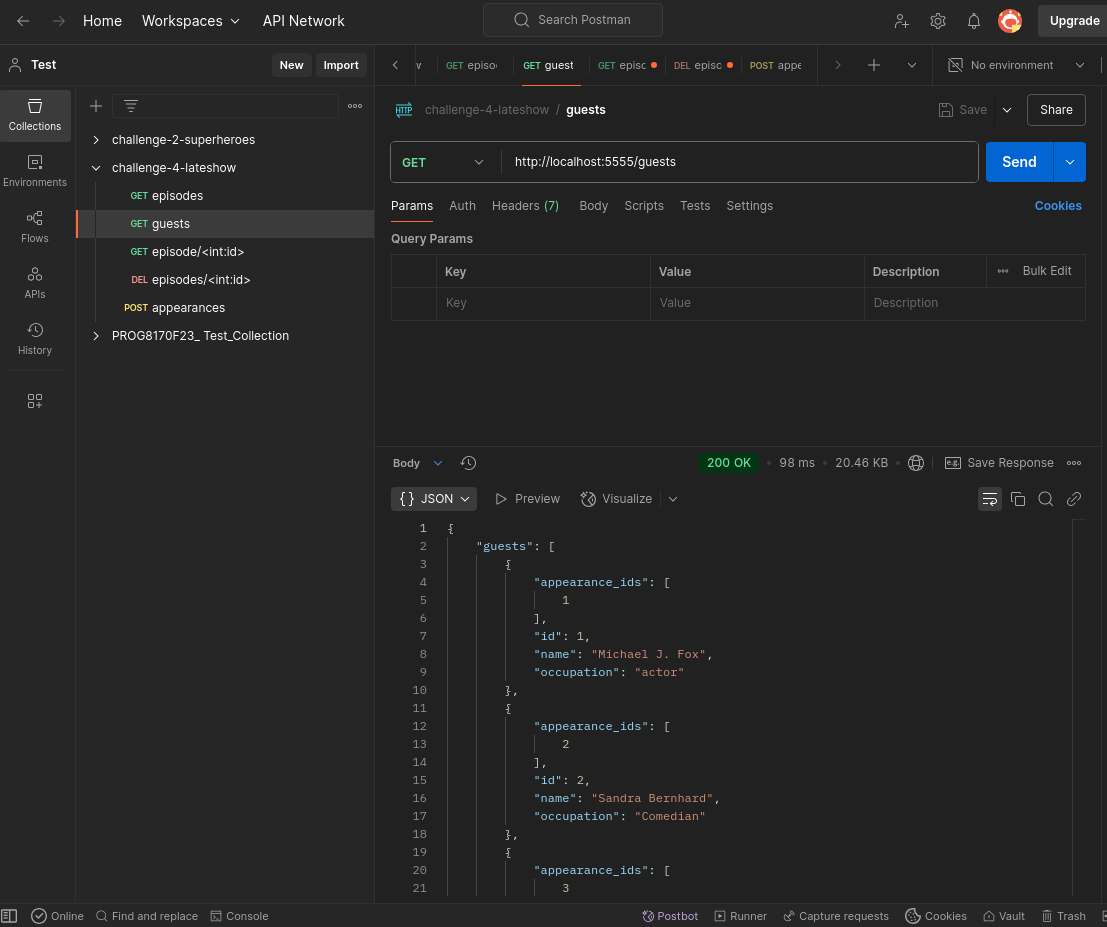 Home Workspaces API Network Search Postman Upgrade
Test New Import
GET episo GET guest GET episc DEL episc POST appe No environment
Collections
Environments
Flows
APIs
History
challenge-2-superheroes
challenge-4-lateshow
GET episodes
GET guests
GET episode/<int:id>
DEL episodes/<int:id>
POST appearances
PROG8170F23_ Test_Collection
HTTP challenge-4-lateshow / guests Save Share
GET http://localhost:5555/guests Send
Params Auth Headers (7) Body Scripts Tests Settings Cookies
Query Params
Key Value Description Bulk Edit
Key Value Description
Body 200 OK 98 ms 20.46 KB e.g. Save Response
{} JSON Preview Visualize
1 {
2 "guests": [
3 {
4 "appearance_ids": [
5 1
6 ],
7 "id": 1,
8 "name": "Michael J. Fox",
9 "occupation": "actor"
10 },
11 {
12 "appearance_ids": [
13 2
14 ],
15 "id": 2,
16 "name": "Sandra Bernhard",
17 "occupation": "Comedian"
18 },
19 {
20 "appearance_ids": [
21 3
Online Find and replace Console Postbot Runner Capture requests Cookies Vault Trash